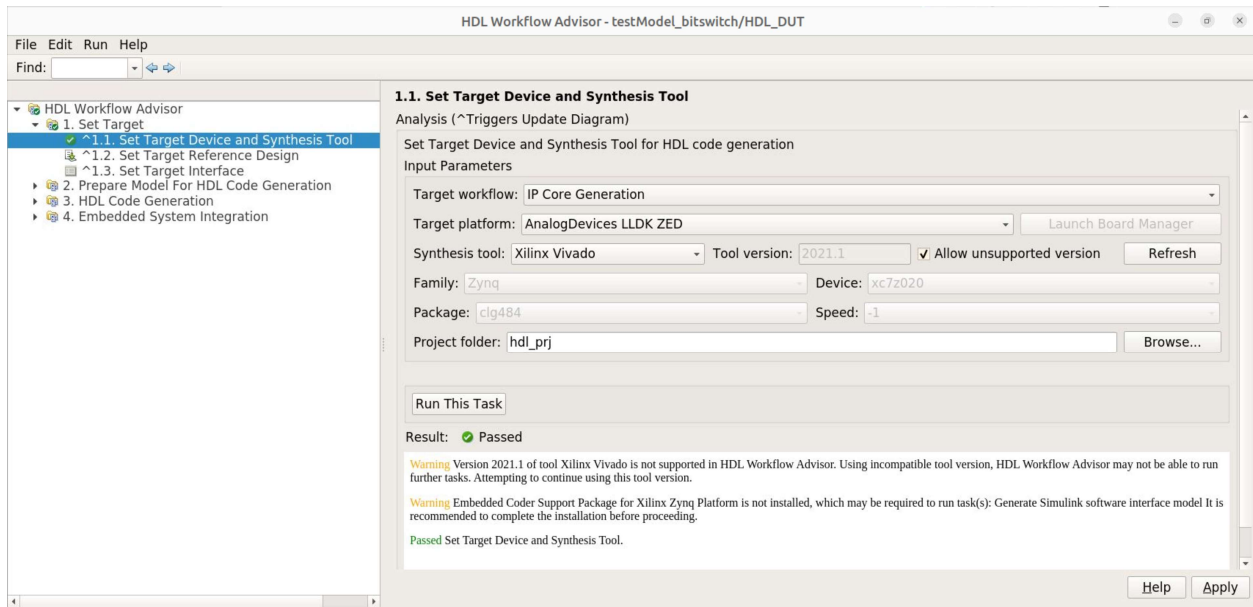 HDL Workflow Advisor - testModel_bitswitch/HDL_DUT
File Edit Run Help
Find:
HDL Workflow Advisor
1. Set Target
^1.1. Set Target Device and Synthesis Tool
^1.2. Set Target Reference Design
^1.3. Set Target Interface
2. Prepare Model For HDL Code Generation
3. HDL Code Generation
4. Embedded System Integration
1.1. Set Target Device and Synthesis Tool
Analysis (^Triggers Update Diagram)
Set Target Device and Synthesis Tool for HDL code generation
Input Parameters
Target workflow: IP Core Generation
Target platform: AnalogDevices LLDK ZED Launch Board Manager
Synthesis tool: Xilinx Vivado Tool version: 2021.1 Allow unsupported version Refresh
Family: Zynq Device: xc7z020
Package: clg484 Speed: -1
Project folder: hdl_prj Browse...
Run This Task
Result: Passed
Warning Version 2021.1 of tool Xilinx Vivado is not supported in HDL Workflow Advisor. Using incompatible tool version, HDL Workflow Advisor may not be able to run
further tasks. Attempting to continue using this tool version.
Warning Embedded Coder Support Package for Xilinx Zynq Platform is not installed, which may be required to run task(s): Generate Simulink software interface model It is
recommended to complete the installation before proceeding.
Passed Set Target Device and Synthesis Tool.
Help Apply